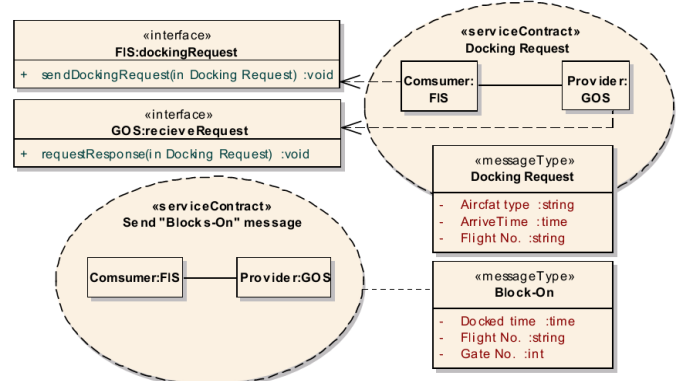 «interface»
FIS:dockingRequest
+ sendDockingRequest(in Docking Request) :void
«interface»
GOS:recieveRequest
+ requestResponse(in Docking Request) :void
«serviceContract»
Docking Request
Comsumer:
FIS
Provider:
GOS
«messageType»
Docking Request
- Aircfat type :string
- ArriveTime :time
- Flight No. :string
«serviceContract»
Send "Blocks-On" message
Comsumer:FIS
Provider:GOS
«messageType»
Block-On
- Docked time :time
- Flight No. :string
- Gate No. :int